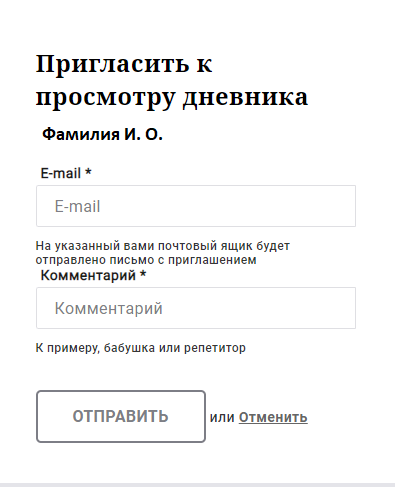 Пригласить к
просмотру дневника
Фамилия И. О.
E-mail *
E-mail
На указанный вами почтовый ящик будет
отправлено письмо с приглашением
Комментарий *
Комментарий
К примеру, бабушка или репетитор
ОТПРАВИТЬ или Отменить